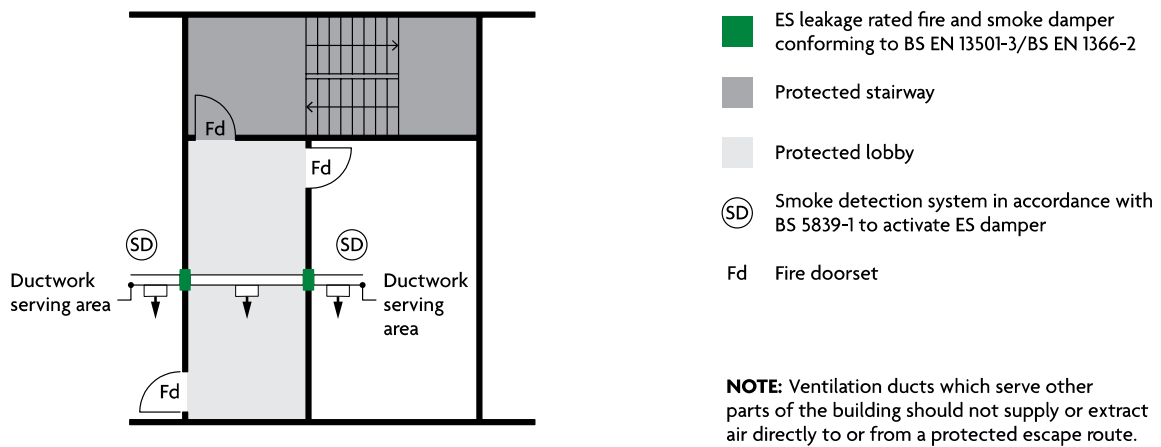 Fd
Fd
SD
SD
Ductwork
serving area
Ductwork
serving
area
Fd
ES leakage rated fire and smoke damper
conforming to BS EN 13501-3/BS EN 1366-2
Protected stairway
Protected lobby
SD
Smoke detection system in accordance with
BS 5839-1 to activate ES damper
Fd
Fire doorset
NOTE: Ventilation ducts which serve other
parts of the building should not supply or extract
air directly to or from a protected escape route.